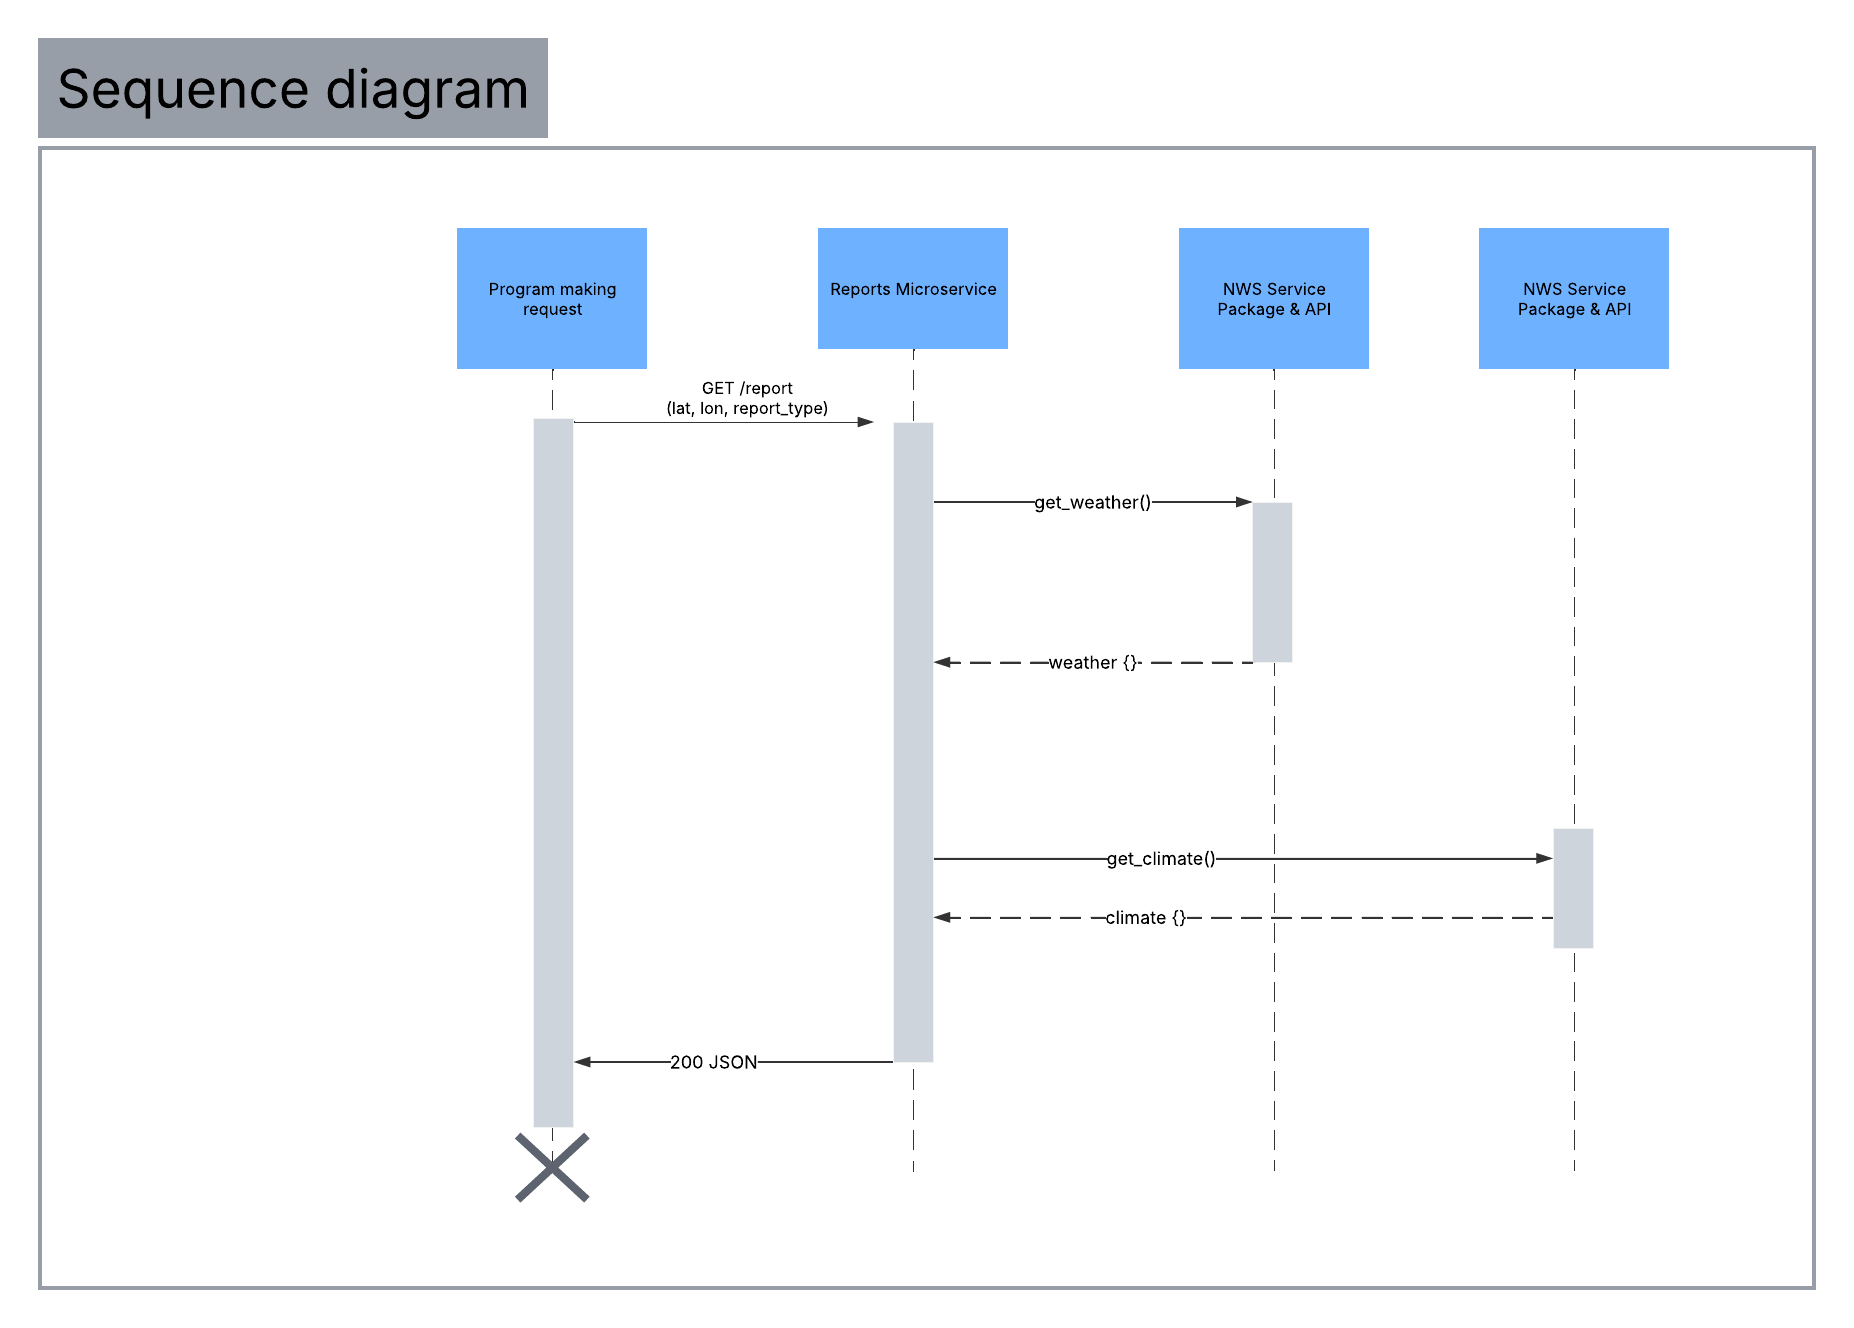 Sequence diagram
Program making
request
Reports Microservice
NWS Service
Package & API
NWS Service
Package & API
GET /report
(lat, lon, report_type)
get_weather()
weather {}
get_climate()
climate {}
200 JSON